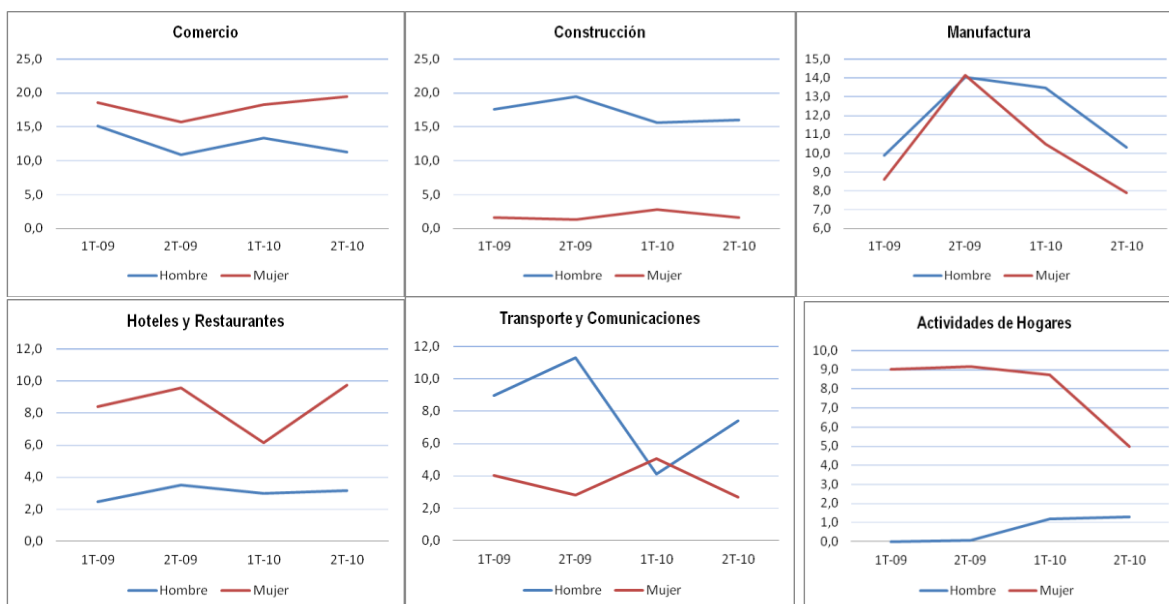 Comercio
25,0
20,0
15,0
10,0
5,0
0,0
1T-09 2T-09 1T-10 2T-10
Hombre Mujer
Construcción
25,0
20,0
15,0
10,0
5,0
0,0
1T-09 2T-09 1T-10 2T-10
Hombre Mujer
Manufactura
15,0
14,0
13,0
12,0
11,0
10,0
9,0
8,0
7,0
6,0
1T-09 2T-09 1T-10 2T-10
Hombre Mujer
Hoteles y Restaurantes
12,0
10,0
8,0
6,0
4,0
2,0
0,0
1T-09 2T-09 1T-10 2T-10
Hombre Mujer
Transporte y Comunicaciones
12,0
10,0
8,0
6,0
4,0
2,0
0,0
1T-09 2T-09 1T-10 2T-10
Hombre Mujer
Actividades de Hogares
10,0
9,0
8,0
7,0
6,0
5,0
4,0
3,0
2,0
1,0
0,0
1T-09 2T-09 1T-10 2T-10
Hombre Mujer